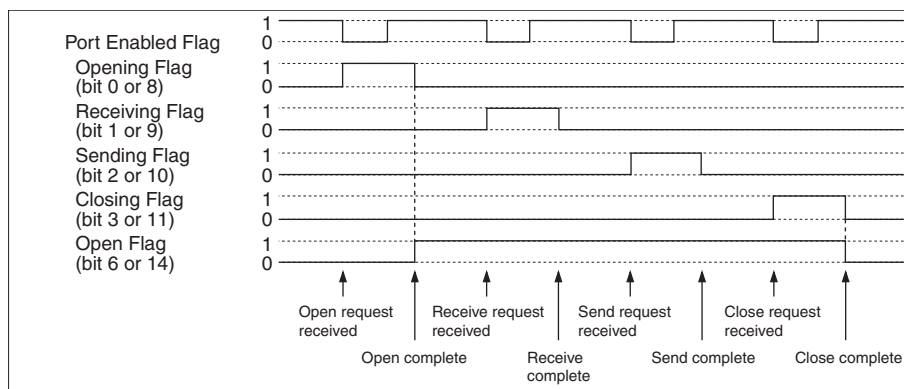 1
Port Enabled Flag
0
Opening Flag
1
(bit 0 or 8)
0
Receiving Flag
1
(bit 1 or 9)
0
Sending Flag
1
(bit 2 or 10)
0
Closing Flag
1
(bit 3 or 11)
0
Open Flag
1
(bit 6 or 14)
0
Open request
received
Receive request
received
Send request
received
Close request
received
Open complete
Receive
complete
Send complete
Close complete